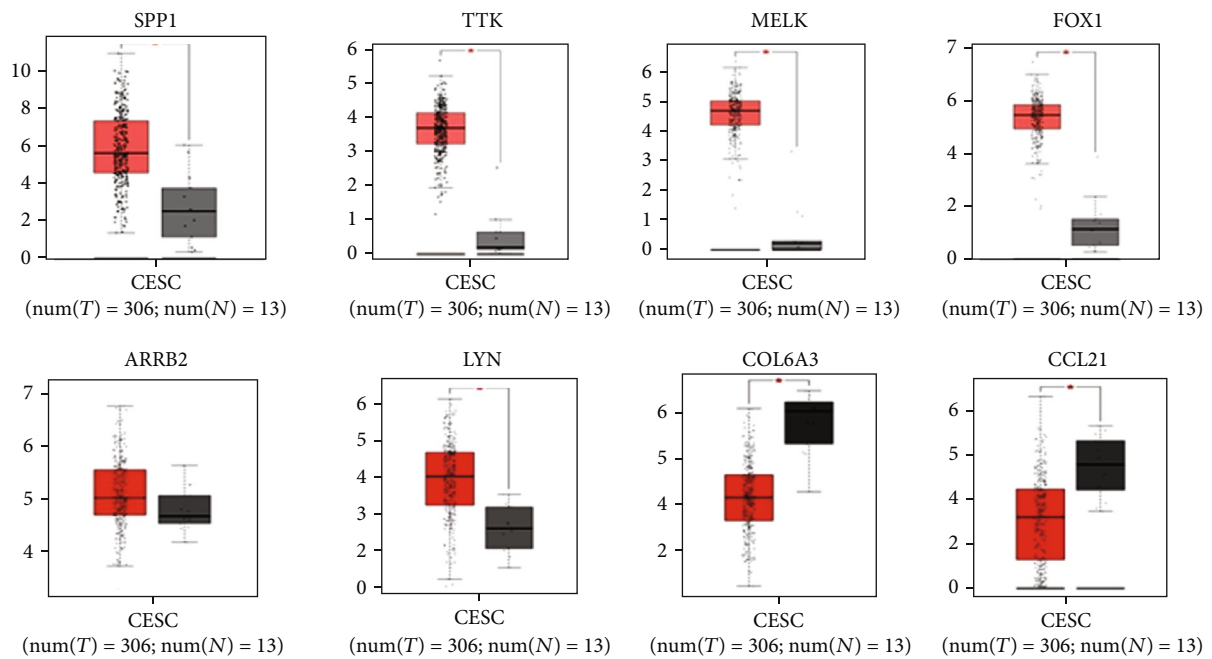 SPP1
10
8
6
4
2
0
CESC
(num(T) = 306; num(N) = 13)
TTK
6
5
4
3
2
1
0
CESC
(num(T) = 306; num(N) = 13)
MELK
6
5
4
3
2
1
0
CESC
(num(T) = 306; num(N) = 13)
FOX1
7
6
4
2
0
CESC
(num(T) = 306; num(N) = 13)
ARRB2
7
6
5
4
CESC
(num(T) = 306; num(N) = 13)
LYN
6
5
4
3
2
0
CESC
(num(T) = 306; num(N) = 13)
COL6A3
6
5
4
2
CESC
(num(T) = 306; num(N) = 13)
CCL21
6
5
4
2
0
CESC
(num(T) = 306; num(N) = 13)